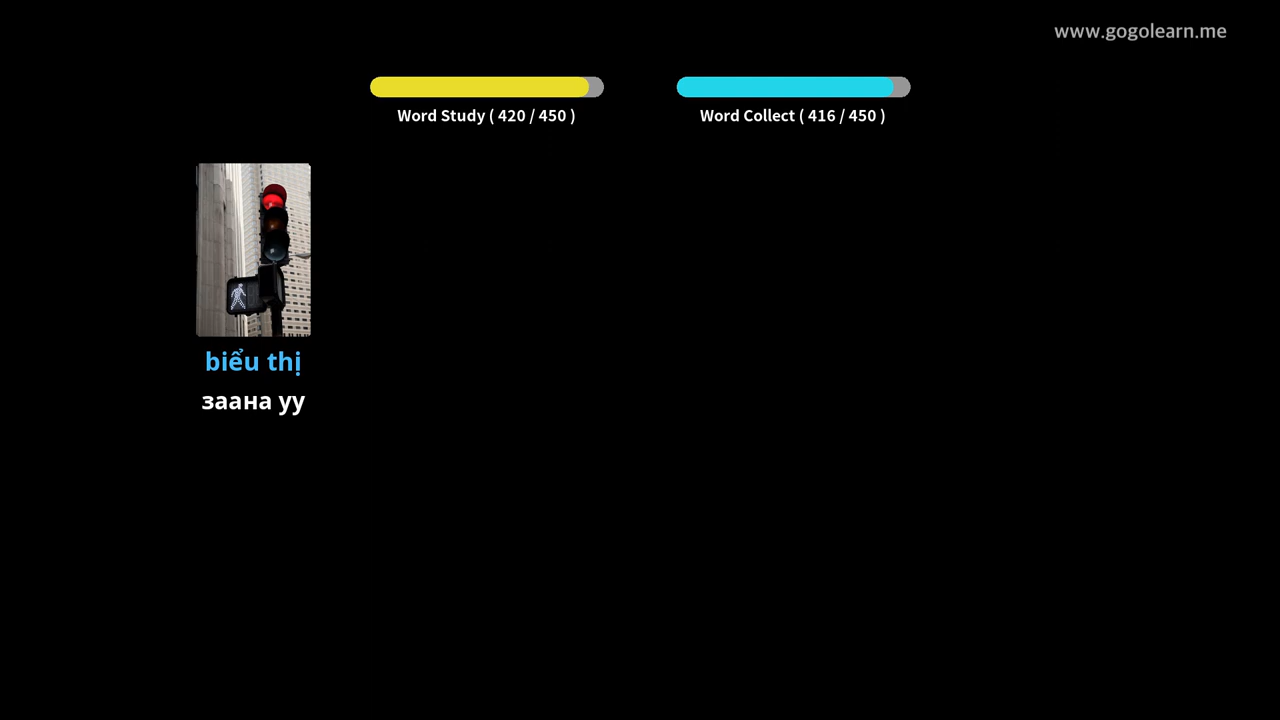 www.gogolearn.me
Word Study ( 420 / 450 )
Word Collect ( 416 / 450 )
biểu thị
заана уу